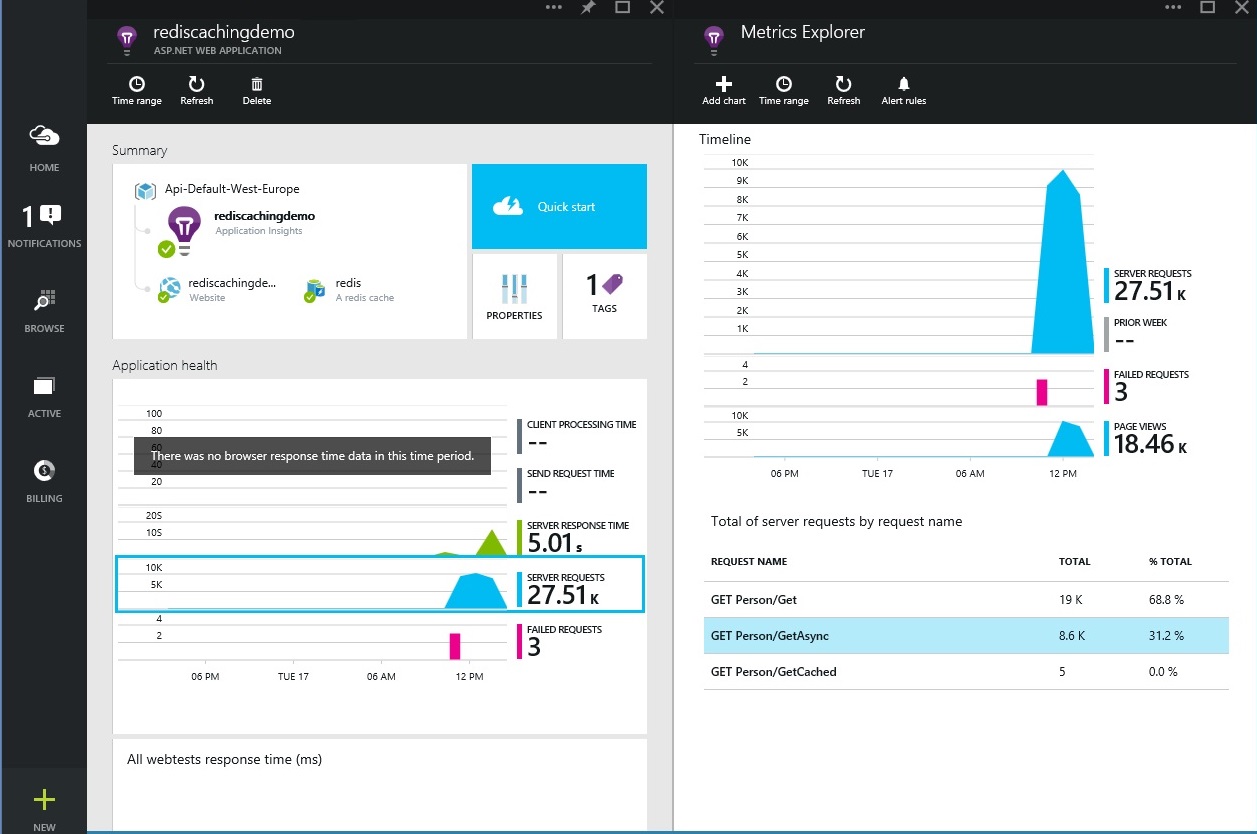 rediscachingdemo
ASP.NET WEB APPLICATION
Time range
Refresh
Delete
HOME
1
NOTIFICATIONS
BROWSE
ACTIVE
BILLING
NEW
Summary
Api-Default-West-Europe
rediscachingdemo
Application Insights
rediscachingde...
Website
redis
A redis cache
Quick start
PROPERTIES
1
TAGS
Application health
100
80
60
40
20
There was no browser response time data in this time period.
CLIENT PROCESSING TIME
--
SEND REQUEST TIME
--
20S
10S
SERVER RESPONSE TIME
5.01 s
10K
5K
SERVER REQUESTS
27.51 K
4
2
FAILED REQUESTS
3
06 PM
TUE 17
06 AM
12 PM
All webtests response time (ms)
Metrics Explorer
Add chart
Time range
Refresh
Alert rules
Timeline
10K
9K
8K
7K
6K
5K
4K
3K
2K
1K
SERVER REQUESTS
27.51 K
PRIOR WEEK
--
4
2
FAILED REQUESTS
3
10K
5K
PAGE VIEWS
18.46 K
06 PM
TUE 17
06 AM
12 PM
Total of server requests by request name
REQUEST NAME TOTAL % TOTAL
GET Person/Get 19 K 68.8 %
GET Person/GetAsync 8.6 K 31.2 %
GET Person/GetCached 5 0.0 %